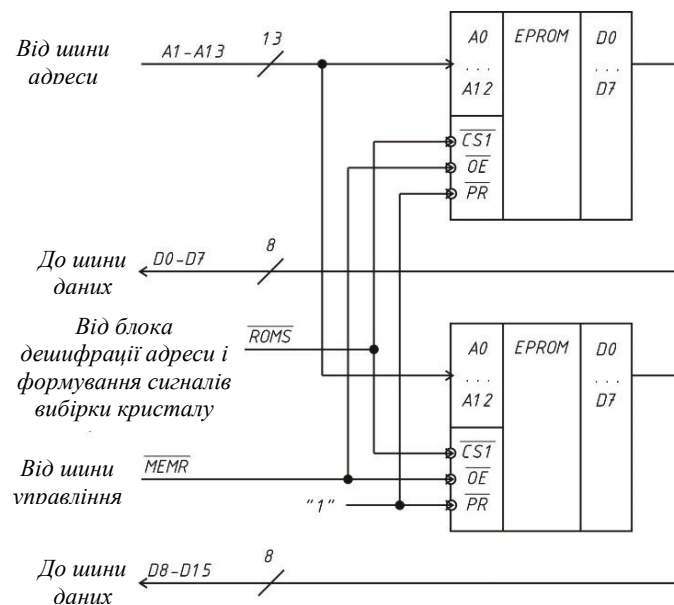 Від шини
адреси
A1-A13
13
A0
...
A12
EPROM
D0
...
D7
CS1
OE
PR
До шини
даних
D0-D7
8
Від блока
дешифрації адреси і
формування сигналів
вибірки кристалу
ROMS
A0
...
A12
EPROM
D0
...
D7
CS1
OE
PR
Від шини
управління
MEMR
"1"
До шини
даних
D8-D15
8